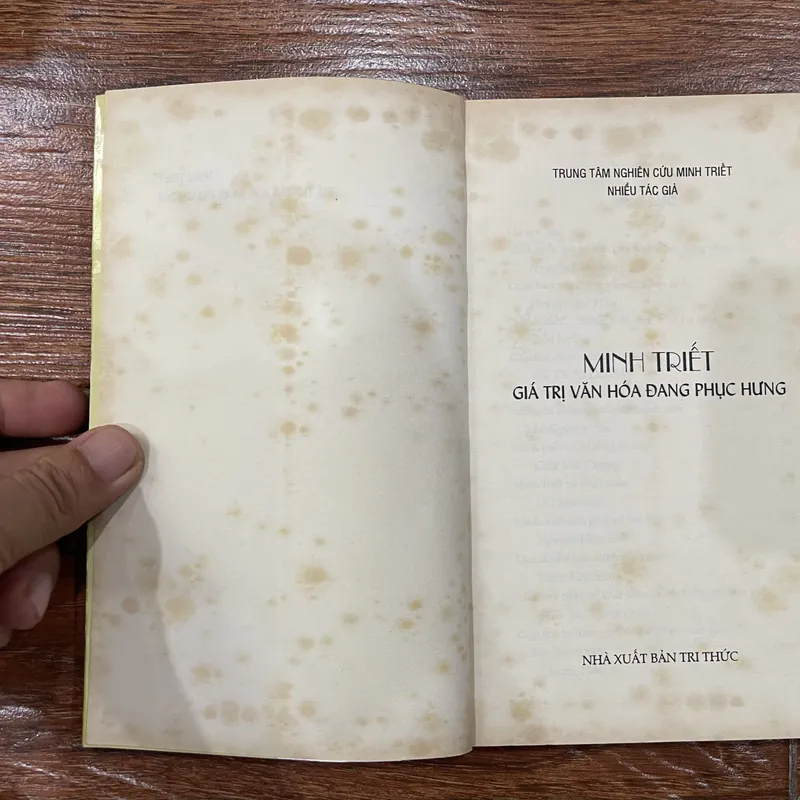 TRUNG TÂM NGHIÊN CỨU MINH TRIẾT
NHIỀU TÁC GIẢ
MINH TRIẾT
GIÁ TRỊ VĂN HÓA ĐANG PHỤC HƯNG
NHÀ XUẤT BẢN TRI THỨC